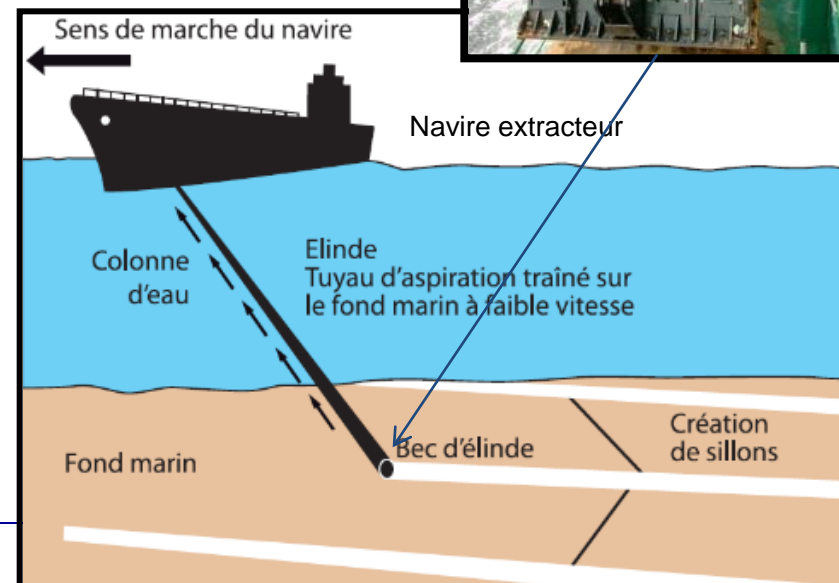 Sens de marche du navire
Navire extracteur
Colonne
d'eau
Elinde
Tuyau d'aspiration traîné sur
le fond marin à faible vitesse
Création
de sillons
Bec d'élinde
Fond marin